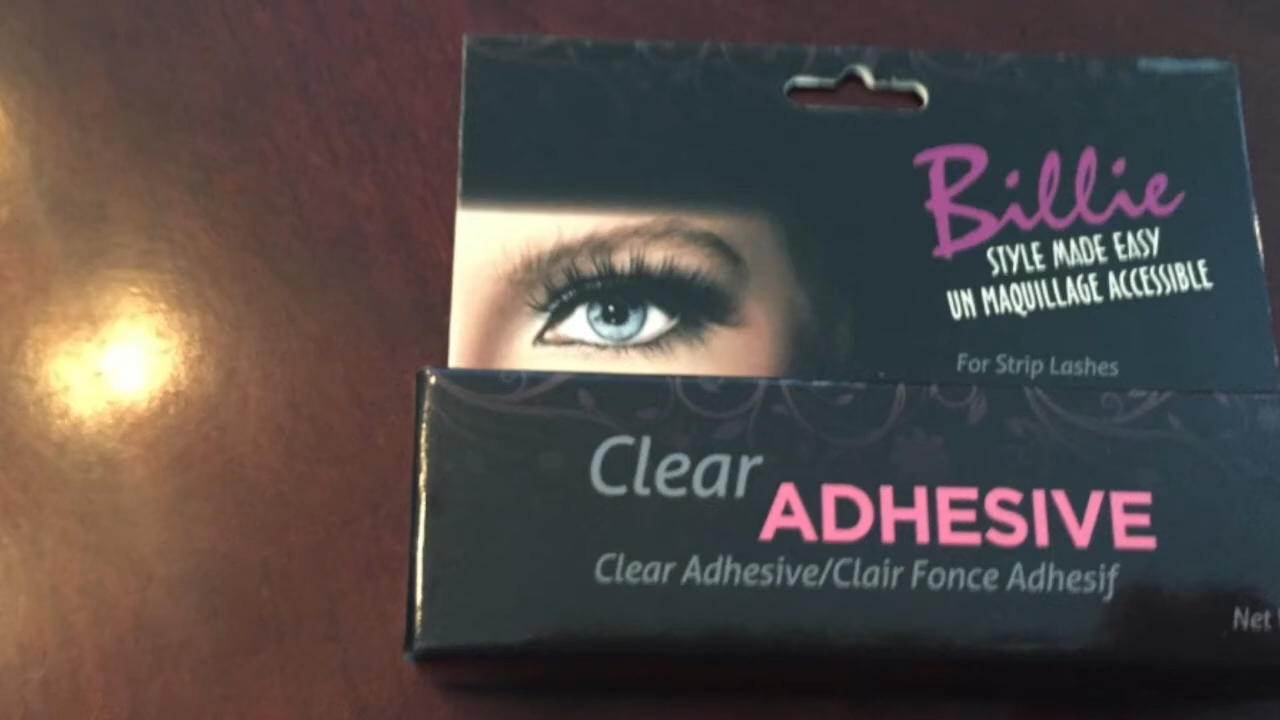 Billie
STYLE MADE EASY
UN MAQUILLAGE ACCESSIBLE
For Strip Lashes
Clear
ADHESIVE
Clear Adhesive/Clair Fonce Adhesif
Net